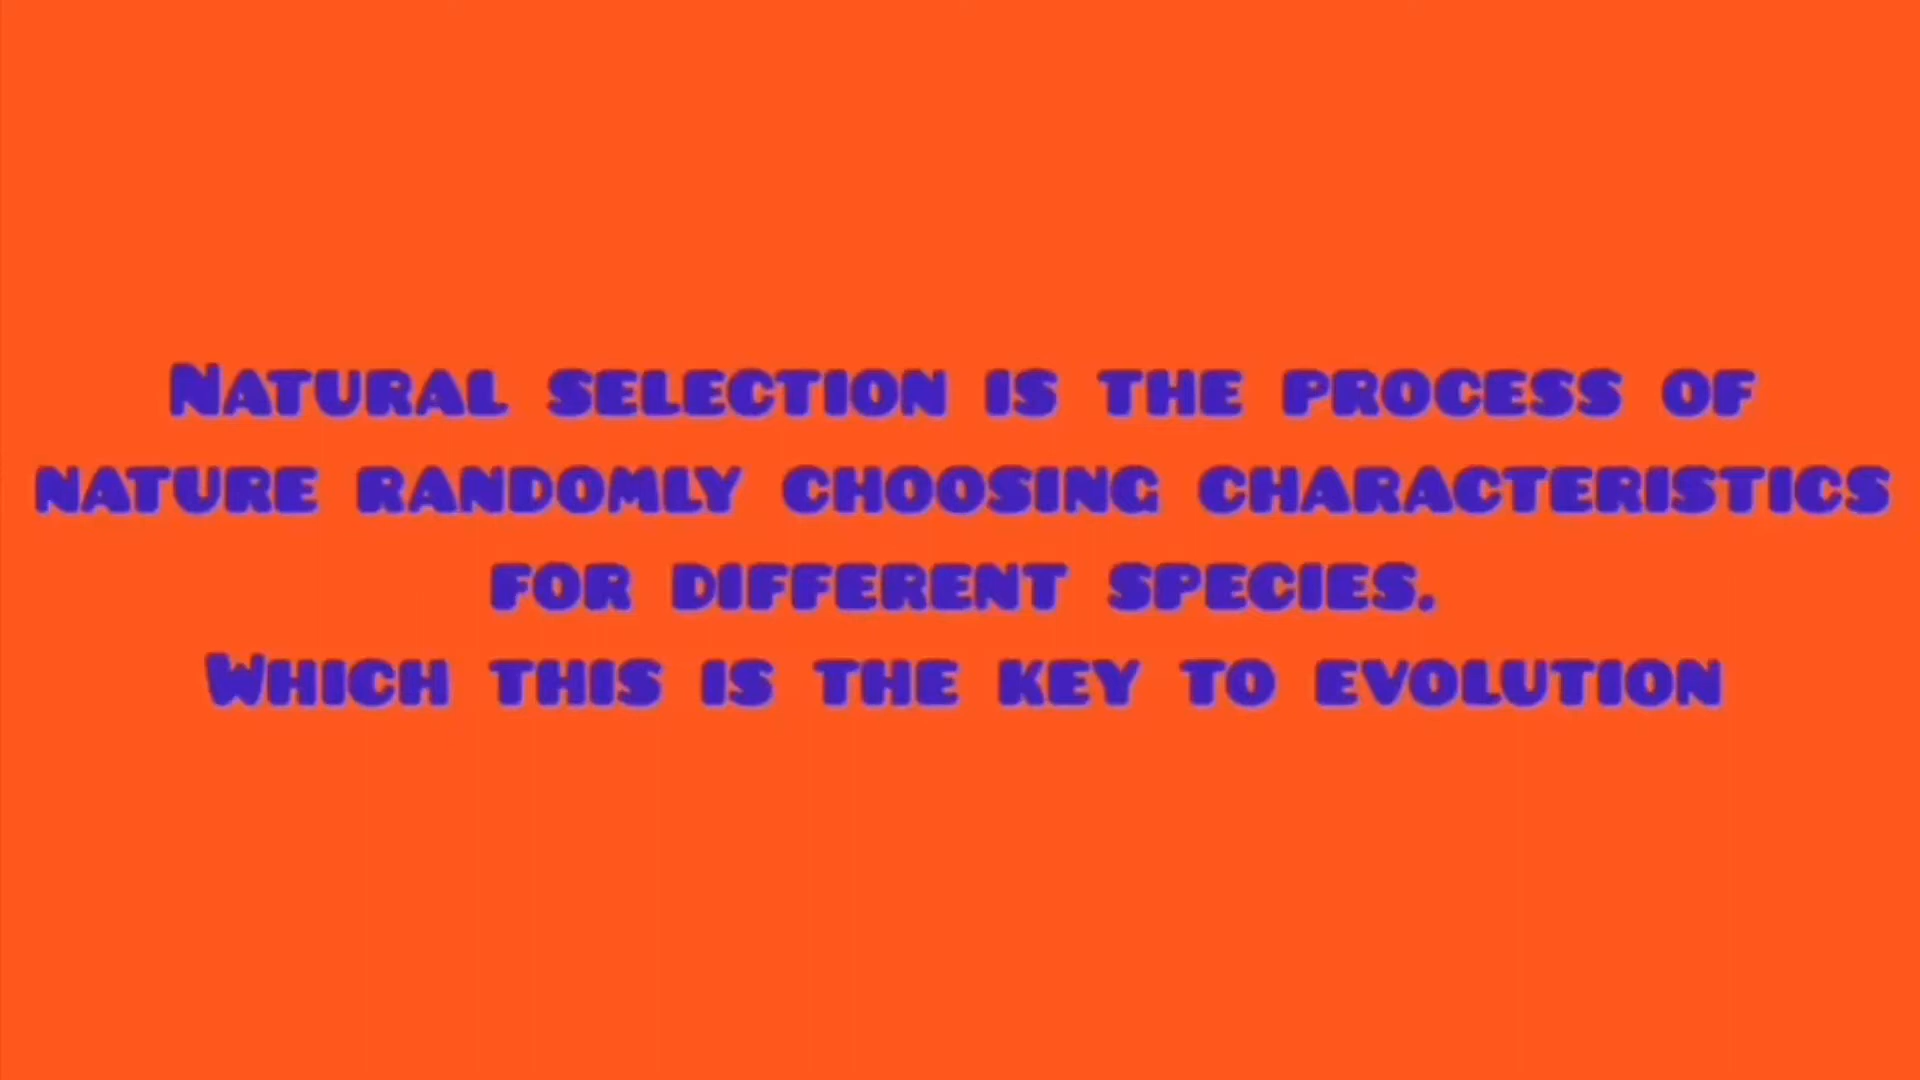 Natural selection is the process of
nature randomly choosing characteristics
for different species.
Which this is the key to evolution